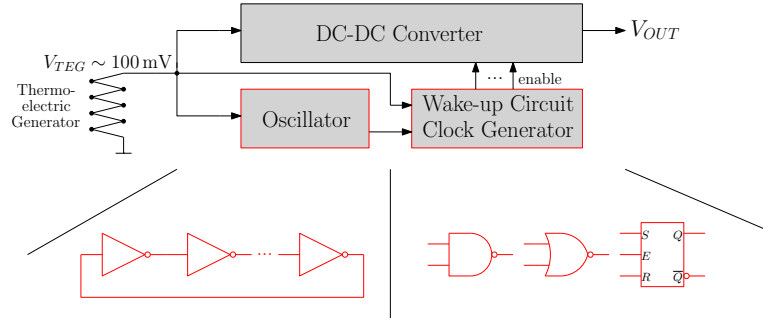 DC-DC Converter
V_OUT
V_TEG ∼ 100 mV
Thermo-
electric
Generator
... enable
Oscillator
Wake-up Circuit
Clock Generator
...
S Q
E
R Q̅